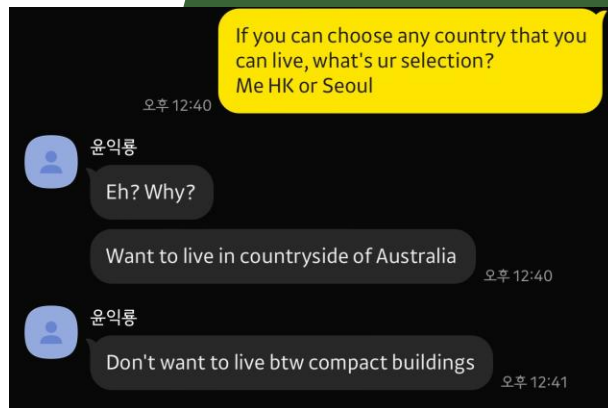 If you can choose any country that you
can live, what's ur selection?
Me HK or Seoul
오후 12:40
윤익룡
Eh? Why?
Want to live in countryside of Australia
오후 12:40
윤익룡
Don't want to live btw compact buildings
오후 12:41